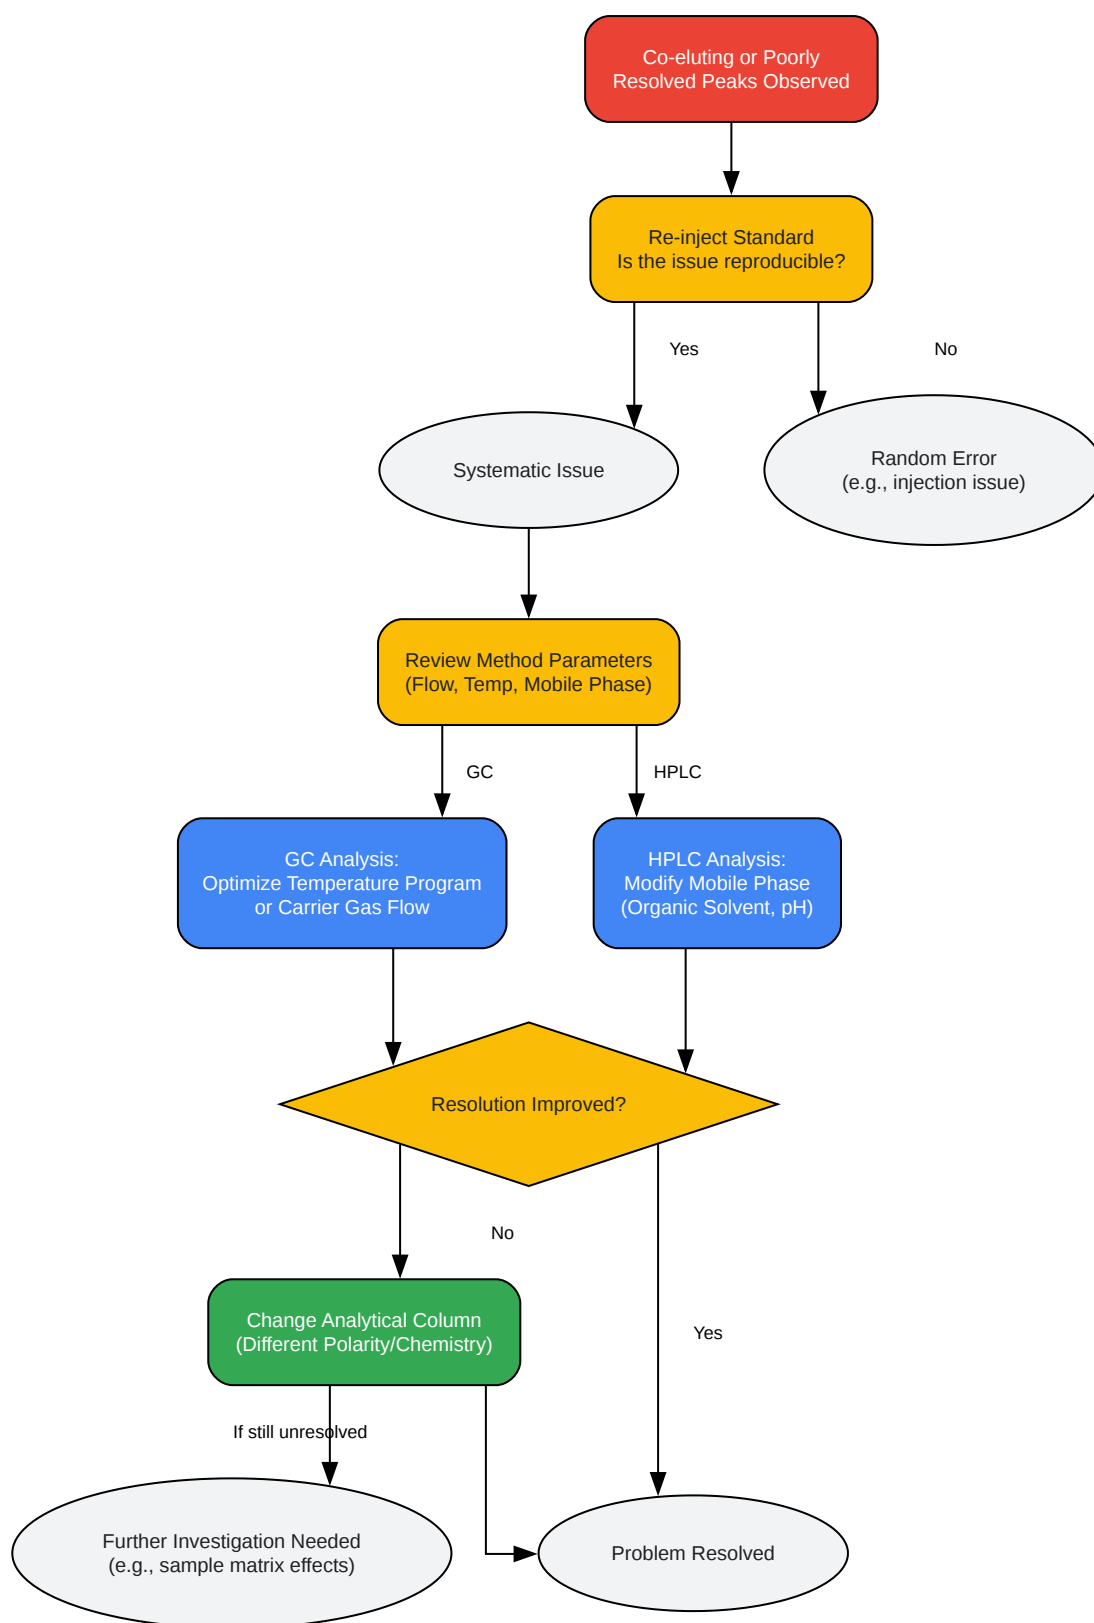 Co-eluting or Poorly
Resolved Peaks Observed
Re-inject Standard
Is the issue reproducible?
Yes
No
Systematic Issue
Random Error
(e.g., injection issue)
Review Method Parameters
(Flow, Temp, Mobile Phase)
GC
HPLC
GC Analysis:
Optimize Temperature Program
or Carrier Gas Flow
HPLC Analysis:
Modify Mobile Phase
(Organic Solvent, pH)
Resolution Improved?
No
Change Analytical Column
(Different Polarity/Chemistry)
Yes
If still unresolved
Further Investigation Needed
(e.g., sample matrix effects)
Problem Resolved